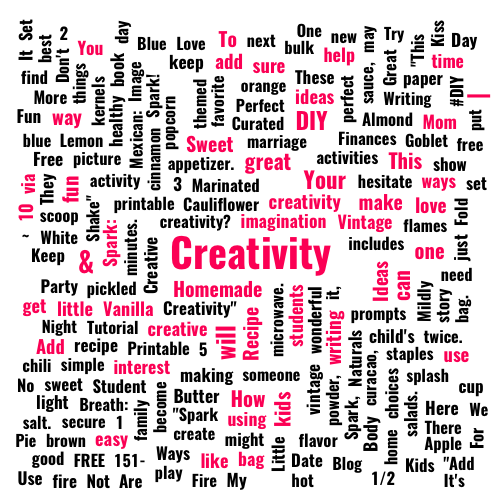 It Set
best
2
Don't
You
things
day
Blue Love
To next
One new
bulk
Try
Kiss
Day
keep
add sure
help
may
sauce,
Great
"This
time
find
More
kernels
healthy book
Mexican: Image
cinnamon Spark!
popcorn
themed
favorite
orange
These
ideas
perfect
paper
Writing
#DIY
I
Fun way
Perfect
Curated
DIY
Almond Mom
put
blue Lemon
Sweet marriage
Finances Goblet free
Free picture
appetizer. great
activities This show
10 via
They
fun
activity
3 Marinated
Your
hesitate ways set
scoop
Shake"
printable Cauliflower creativity
make love
Fold
just
~ White
Spark:
creativity? imagination Vintage flames
Keep
&
minutes.
Creative
Creativity
includes
one
Party pickled
Homemade
Ideas
can
need
get little Vanilla Creativity"
microwave.
students
wonderful
it,
writing
prompts
Mildly
story
bag.
Night Tutorial creative
will
Recipe
child's twice.
Add recipe Printable 5
staples use
chili simple interest
making someone
vintage
powder,
Spark, Naturals
Body curacao,
choices
home
splash
cup
No sweet Student
become
family
Butter
How
kids
salads.
light Breath:
"Spark
using
Here We
salt. secure 1
create
There
For
Pie brown easy
might
Little
flavor
Apple
good FREE 151-
Ways
like bag
Date Blog
Kids "Add
Use fire Not Are
play
Fire My
hot
1/2
It's